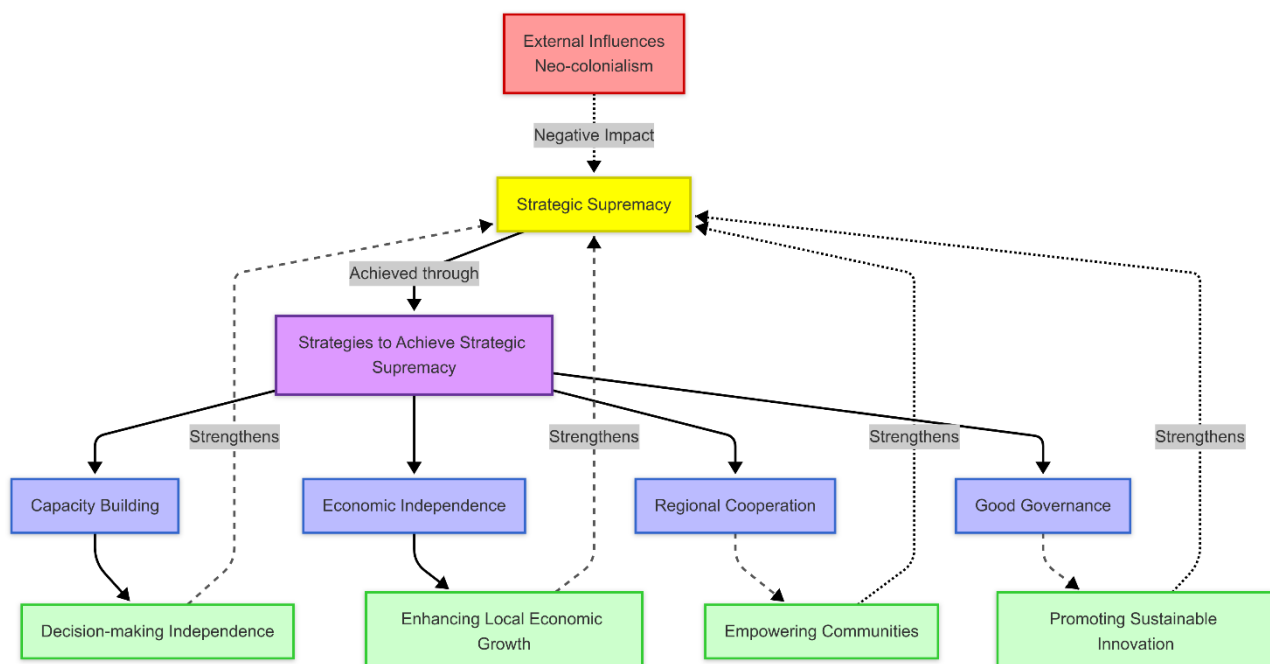 External Influences
Neo-colonialism
Negative Impact
Strategic Supremacy
Achieved through
Strategies to Achieve Strategic
Supremacy
Strengthens
Strengthens
Strengthens
Strengthens
Capacity Building
Economic Independence
Regional Cooperation
Good Governance
Decision-making Independence
Enhancing Local Economic
Growth
Empowering Communities
Promoting Sustainable
Innovation